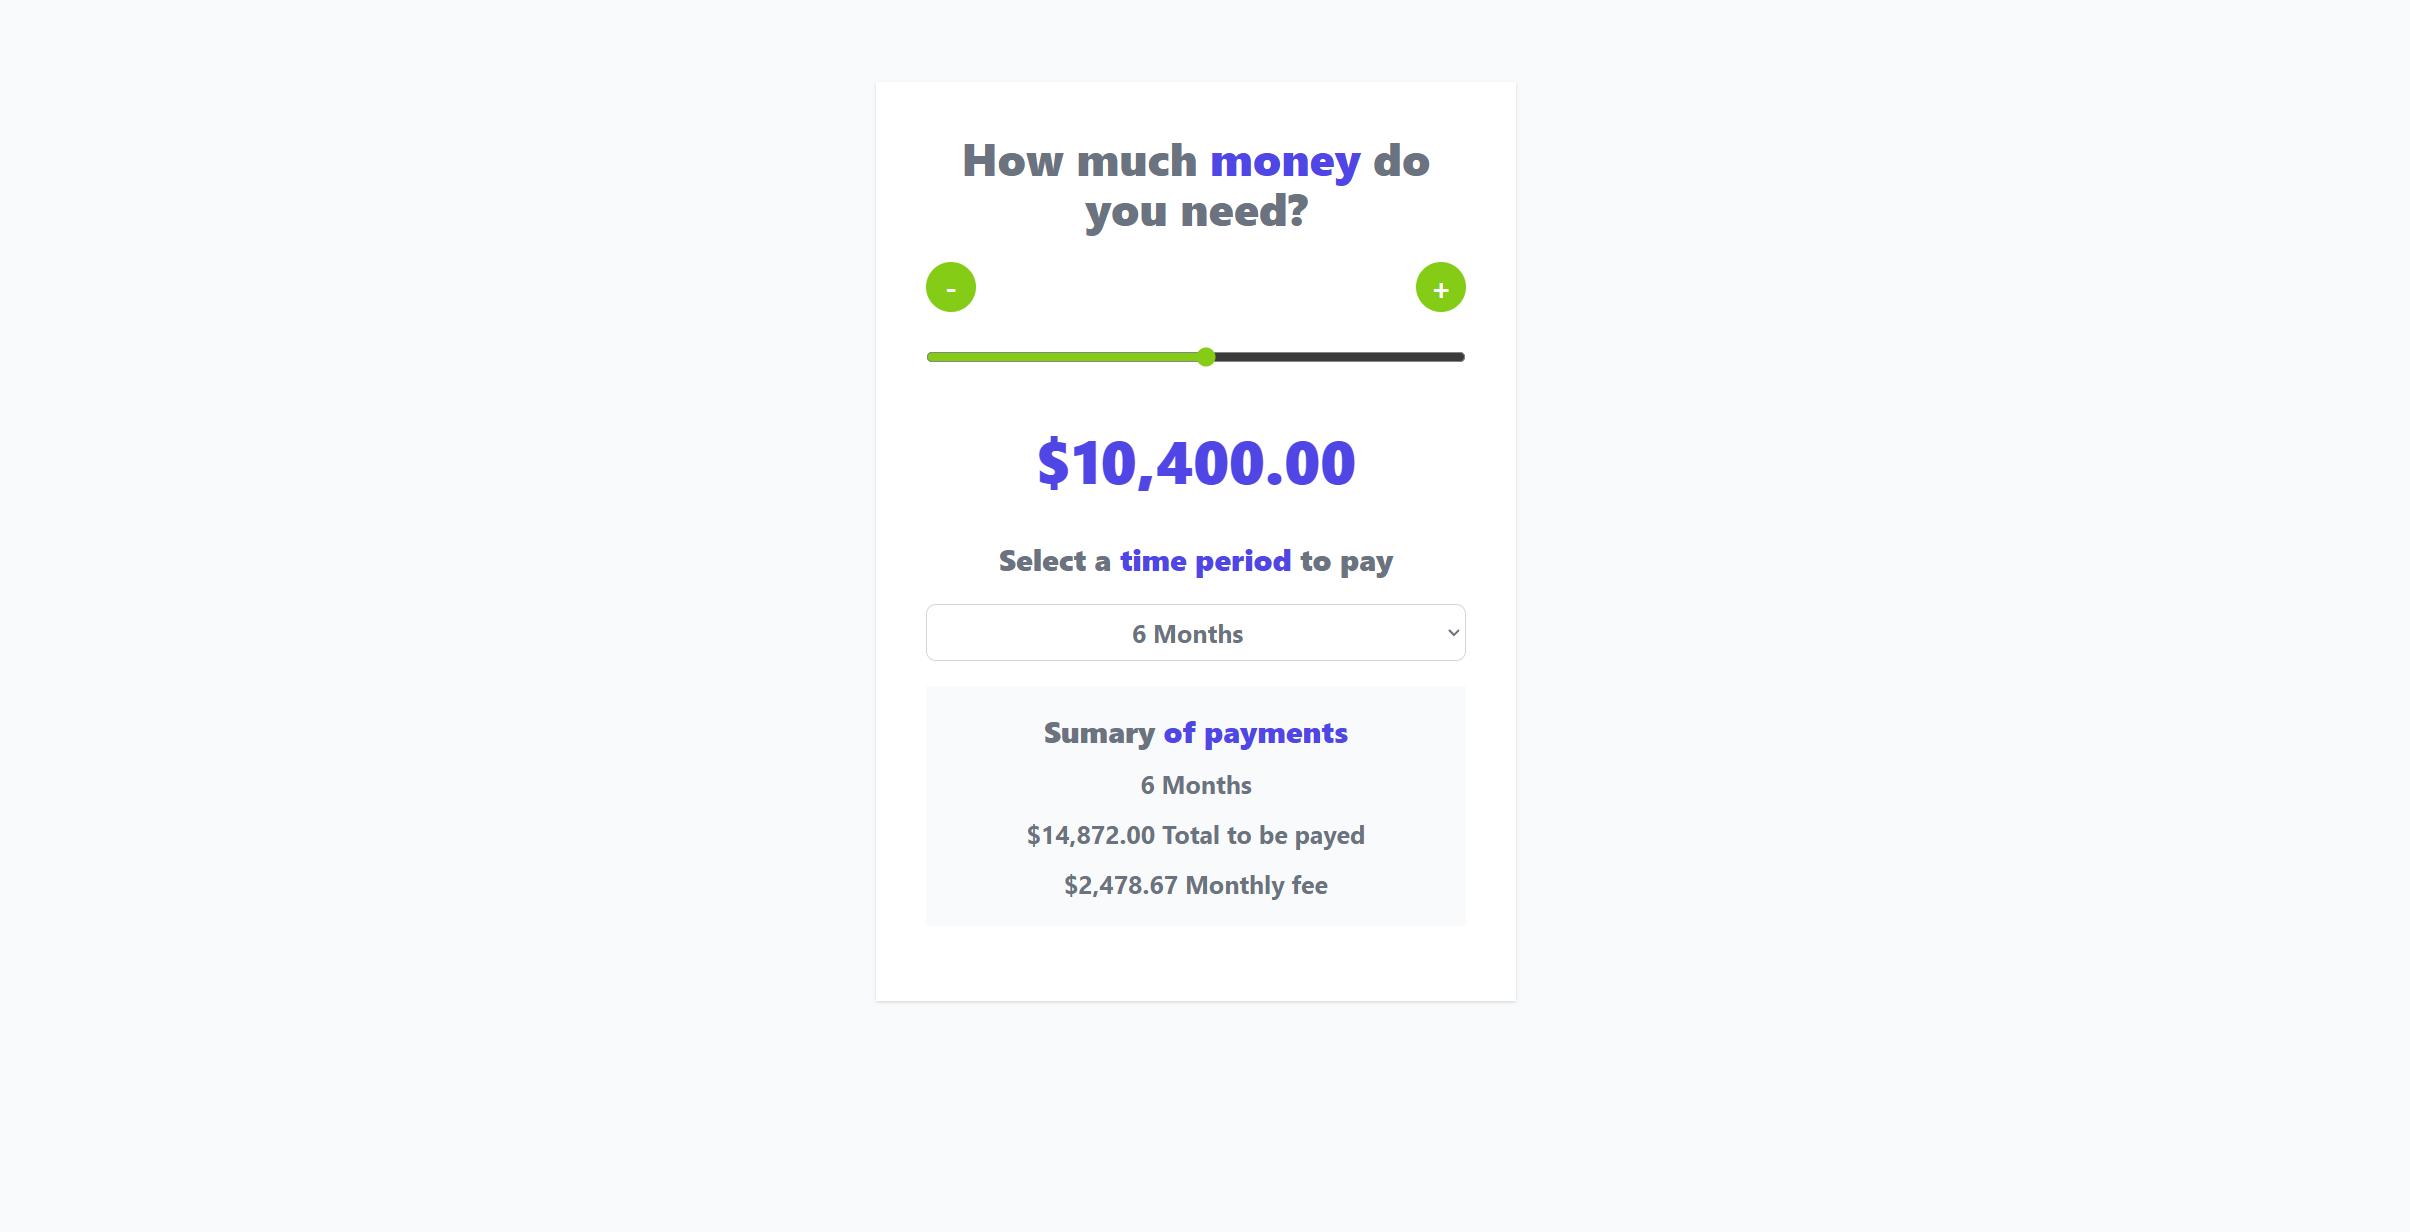 How much money do
you need?
-
+
$10,400.00
Select a time period to pay
6 Months
Sumary of payments
6 Months
$14,872.00 Total to be payed
$2,478.67 Monthly fee